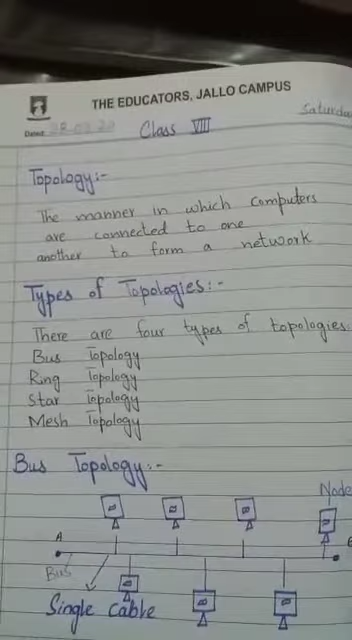 THE EDUCATORS, JALLO CAMPUS
Dated:
Saturda
Class VIII
Topology:-
The manner in which computers
are connected to one
another to form a network
Types of Topologies:-
There are four types of topologies.
Bus Topology
Ring Topology
Star Topology
Mesh Topology
Bus Topology:-
Node
A
B
Bus
Single Cable